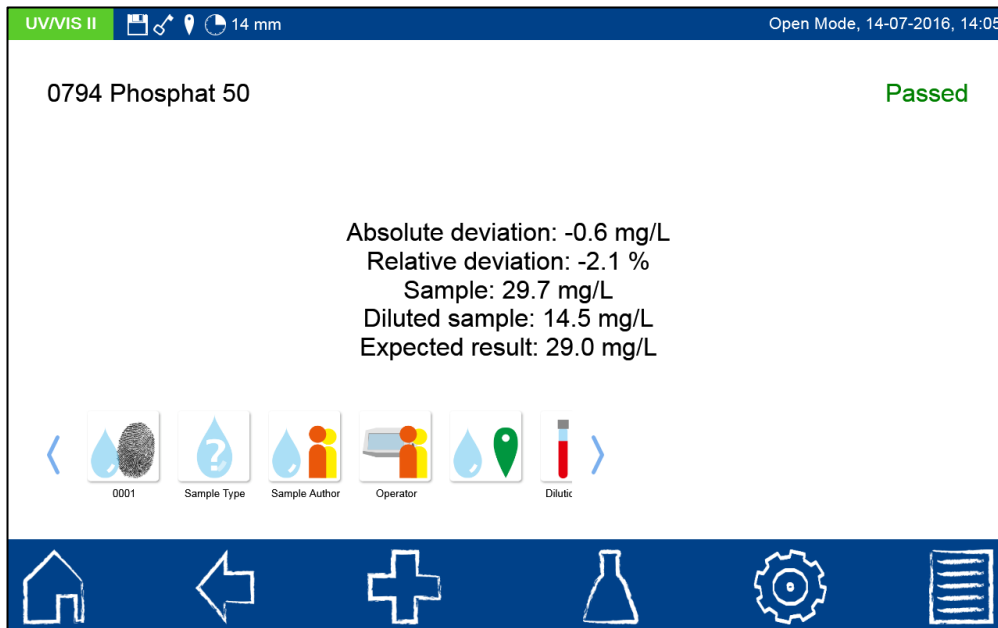 UV/VIS II 14 mm Open Mode, 14-07-2016, 14:05
0794 Phosphat 50 Passed
Absolute deviation: -0.6 mg/L
Relative deviation: -2.1 %
Sample: 29.7 mg/L
Diluted sample: 14.5 mg/L
Expected result: 29.0 mg/L
?
0001 Sample Type Sample Author Operator Dilutic